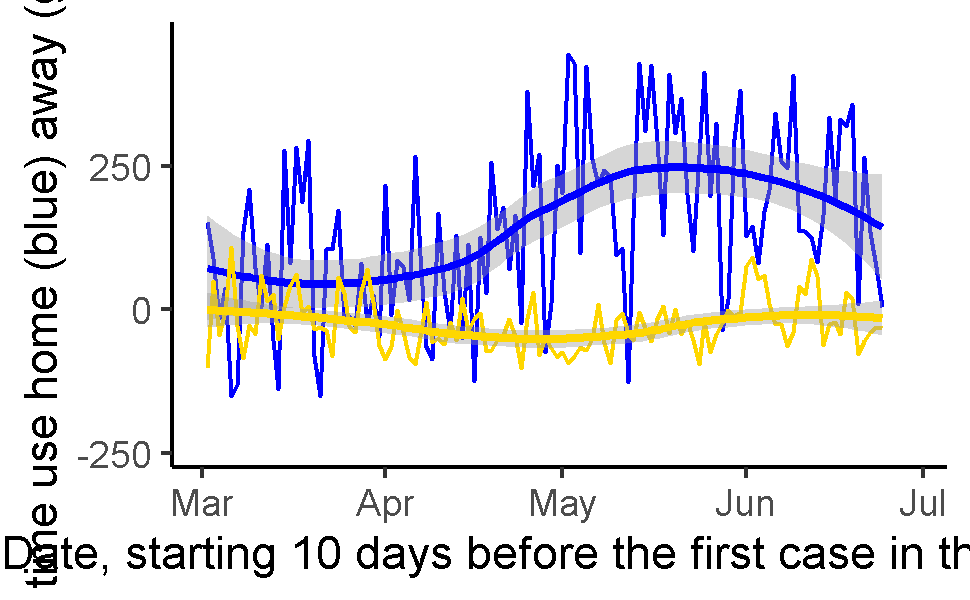 time use home (blue) away (
250
0
-250
Mar Apr May Jun Jul
Date, starting 10 days before the first case in th